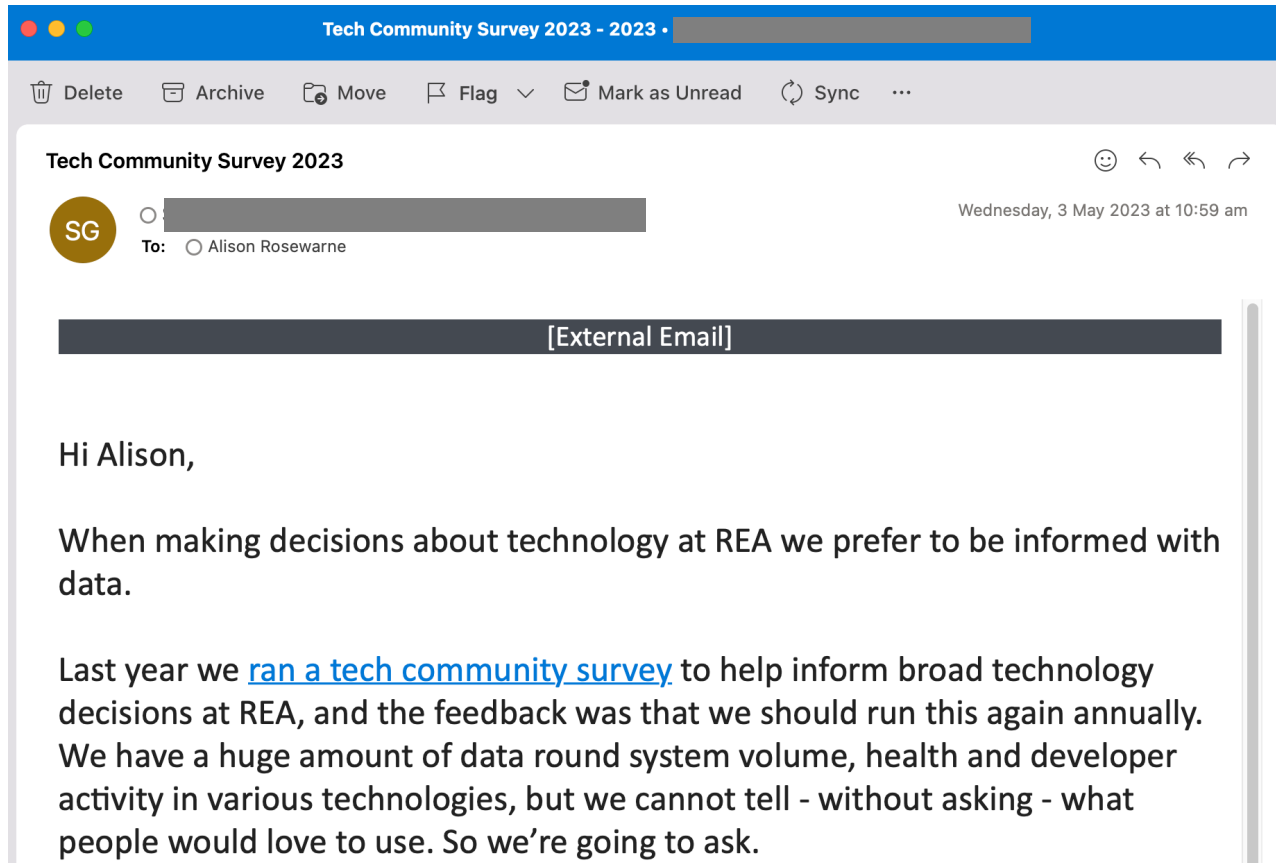 Tech Community Survey 2023 - 2023 •
Delete Archive Move Flag Mark as Unread Sync ...
Tech Community Survey 2023
SG
Wednesday, 3 May 2023 at 10:59 am
To: Alison Rosewarne
[External Email]
Hi Alison,
When making decisions about technology at REA we prefer to be informed with
data.
Last year we ran a tech community survey to help inform broad technology
decisions at REA, and the feedback was that we should run this again annually.
We have a huge amount of data round system volume, health and developer
activity in various technologies, but we cannot tell - without asking - what
people would love to use. So we’re going to ask.